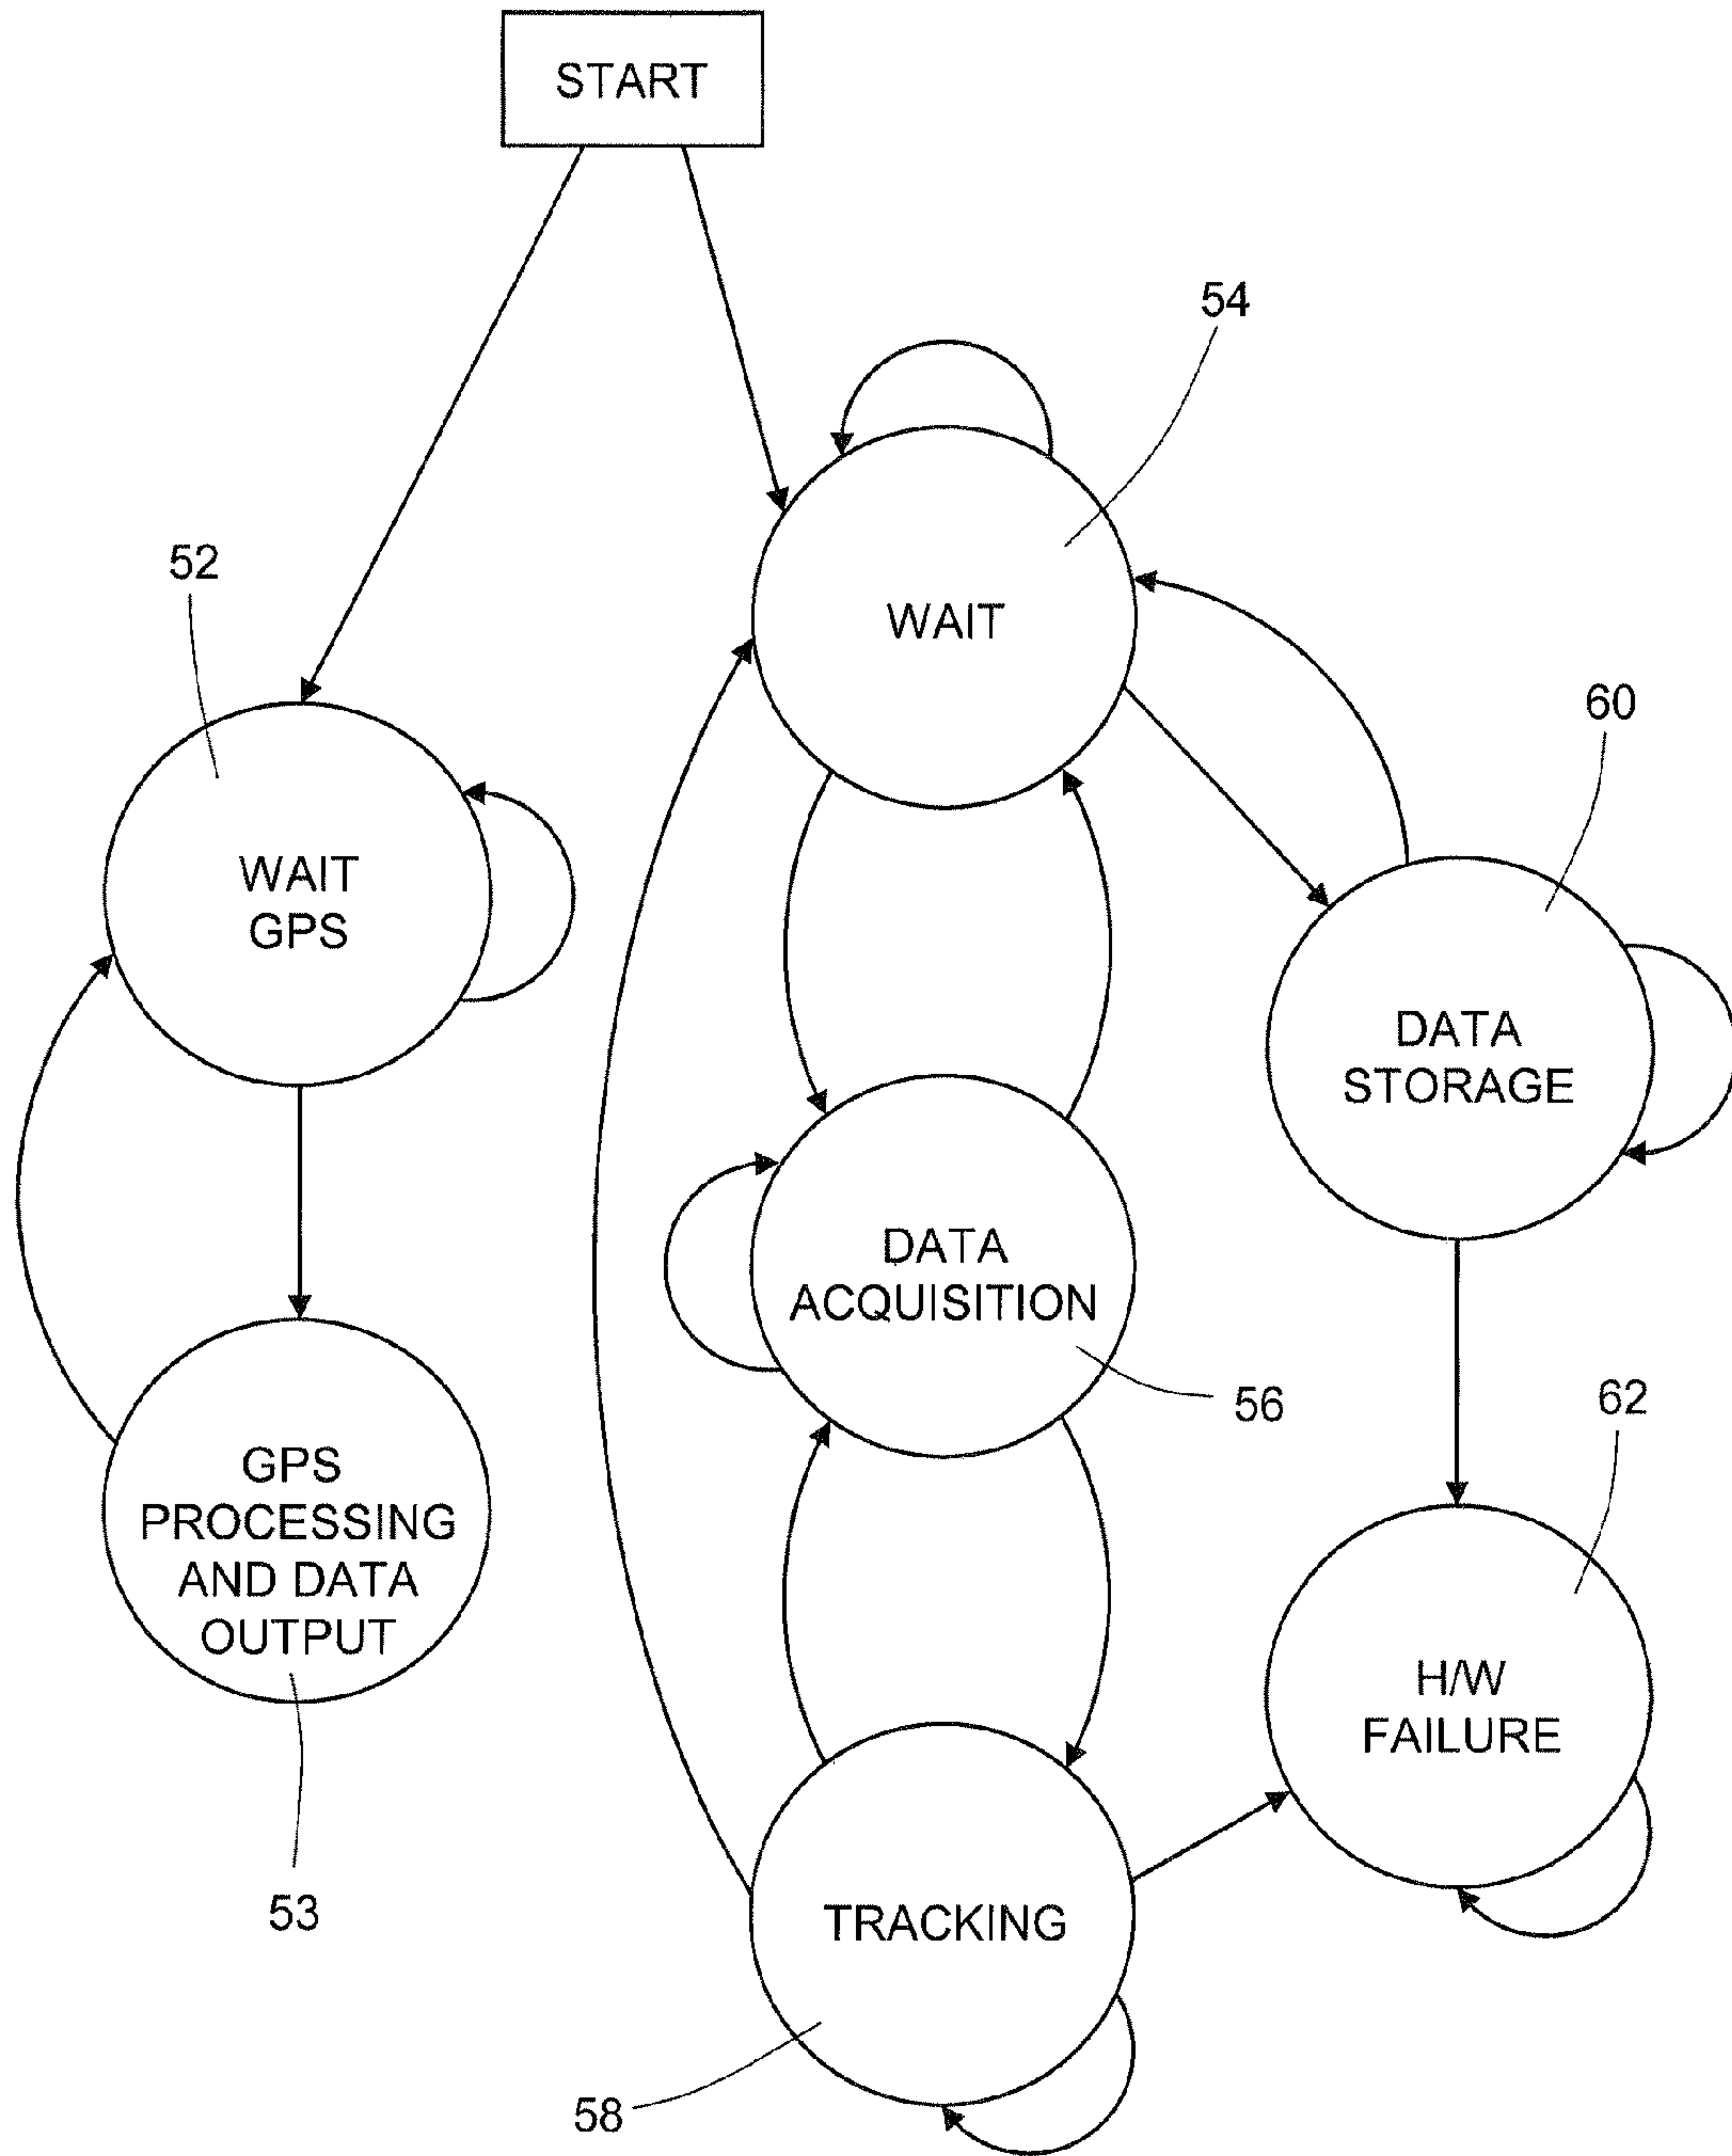 START
54
52
WAIT
60
WAIT
GPS
DATA
STORAGE
DATA
ACQUISITION
56
62
GPS
PROCESSING
AND DATA
OUTPUT
H/W
FAILURE
53
TRACKING
58